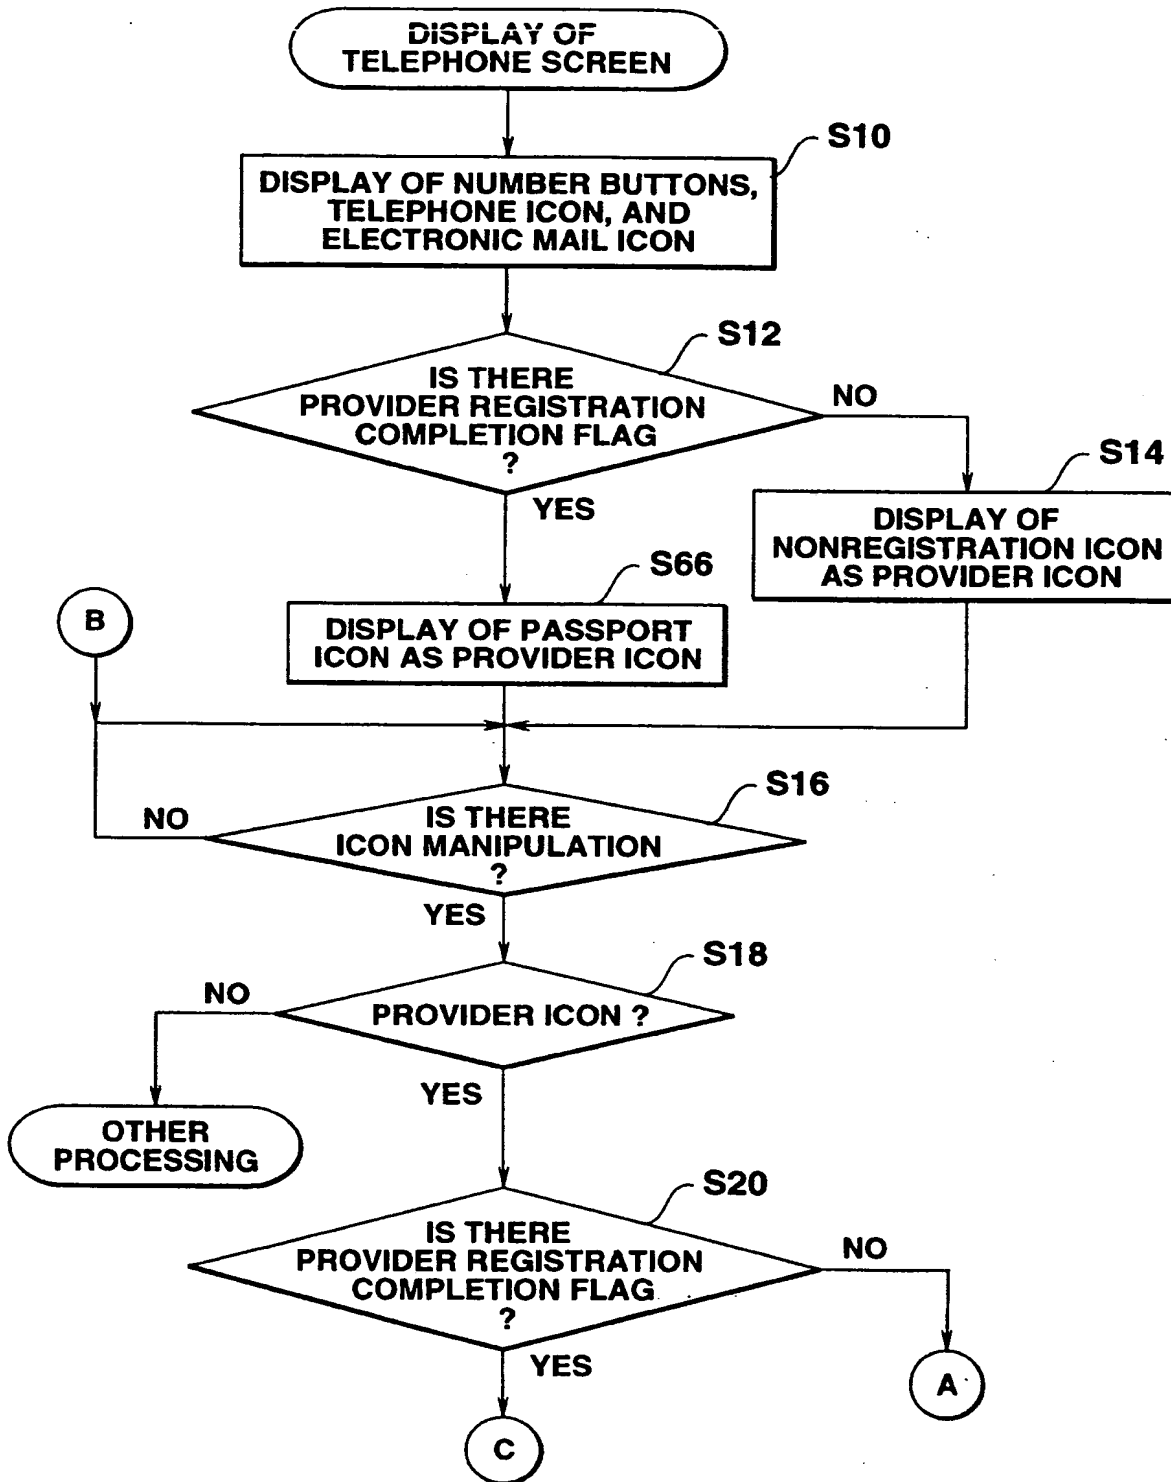 DISPLAY OF
TELEPHONE SCREEN
S10
DISPLAY OF NUMBER BUTTONS,
TELEPHONE ICON, AND
ELECTRONIC MAIL ICON
S12
IS THERE
PROVIDER REGISTRATION
COMPLETION FLAG
?
NO
YES
S14
DISPLAY OF
NONREGISTRATION ICON
AS PROVIDER ICON
S66
B
DISPLAY OF PASSPORT
ICON AS PROVIDER ICON
S16
IS THERE
ICON MANIPULATION
?
NO
YES
S18
PROVIDER ICON ?
NO
YES
OTHER
PROCESSING
S20
IS THERE
PROVIDER REGISTRATION
COMPLETION FLAG
?
NO
YES
A
C